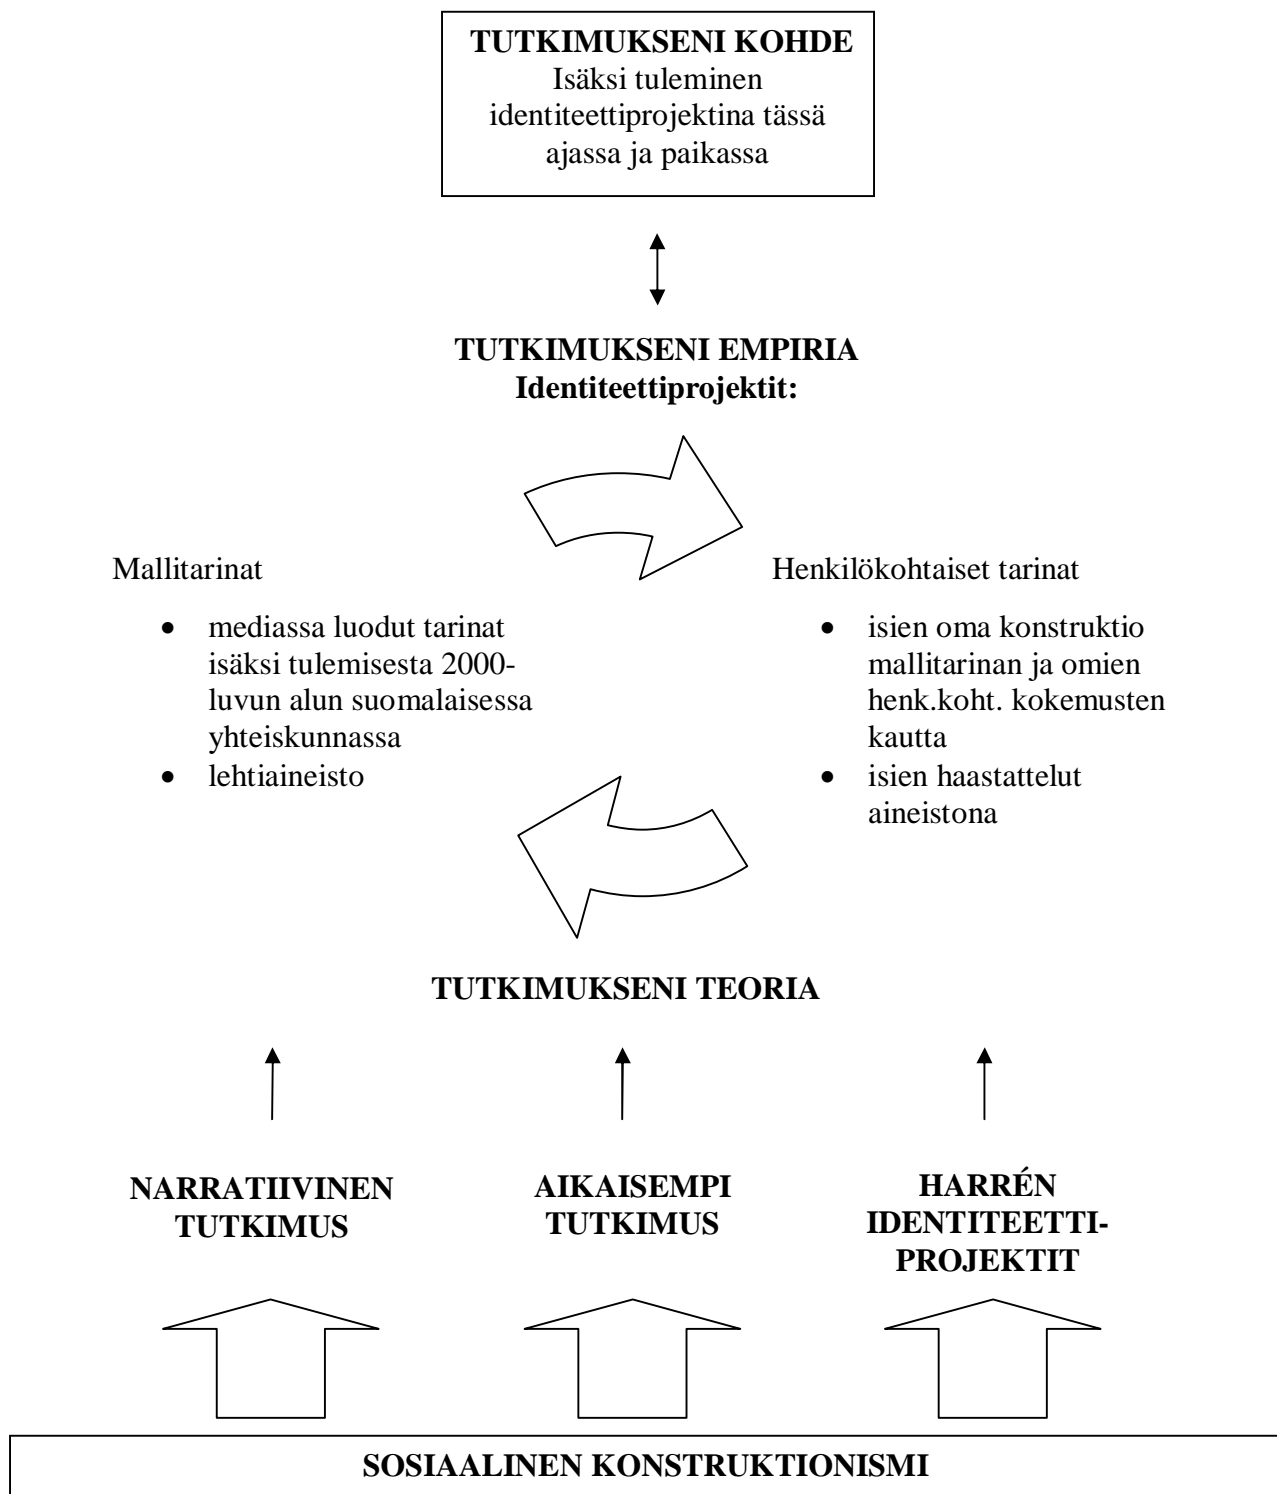 TUTKIMUKSENI KOHDE
Isäksi tuleminen
identiteettiprojektina tässä
ajassa ja paikassa
TUTKIMUKSENI EMPIRIA
Identiteettiprojektit:
Mallitarinat
• mediassa luodut tarinat
isäksi tulemisesta 2000-
luvun alun suomalaisessa
yhteiskunnassa
• lehtiaineisto
Henkilökohtaiset tarinat
• isien oma konstruktio
mallitarinan ja omien
henk.koht. kokemusten
kautta
• isien haastattelut
aineistona
TUTKIMUKSENI TEORIA
NARRATIIVINEN
TUTKIMUS
AIKAISEMPI
TUTKIMUS
HARRÉN
IDENTITEETTI-
PROJEKTIT
SOSIAALINEN KONSTRUKTIONISMI